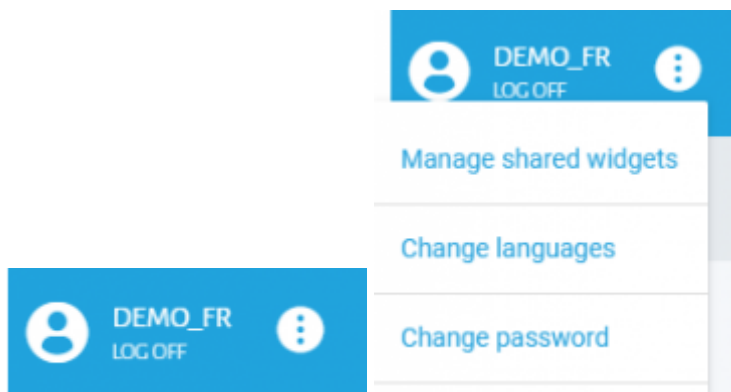 DEMO_FR
LOG OFF
DEMO_FR
LOG OFF
Manage shared widgets
Change languages
Change password